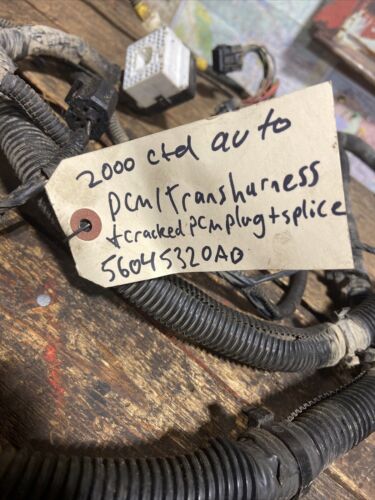 2000 ctd auto
pcm/transharness
+cracked pcm plug + splice
56045320AD